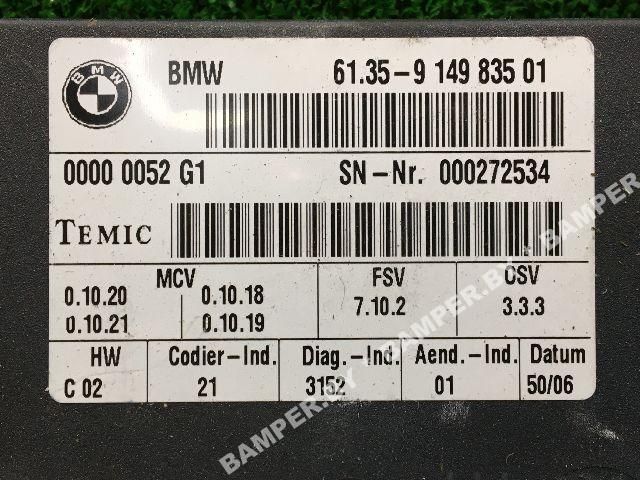 BMW
BMW 61.35-9 149 835 01
0000 0052 G1 SN-Nr. 000272534
TEMIC
MCV FSV OSV
0.10.20 0.10.18 7.10.2 3.3.3
0.10.21 0.10.19
HW Codier-Ind. Diag.-Ind. Aend.-Ind. Datum
C 02 21 3152 01 50/06
BAMPER.BY
BAMPER.BY
BAMPER.BY
BAMPER.BY